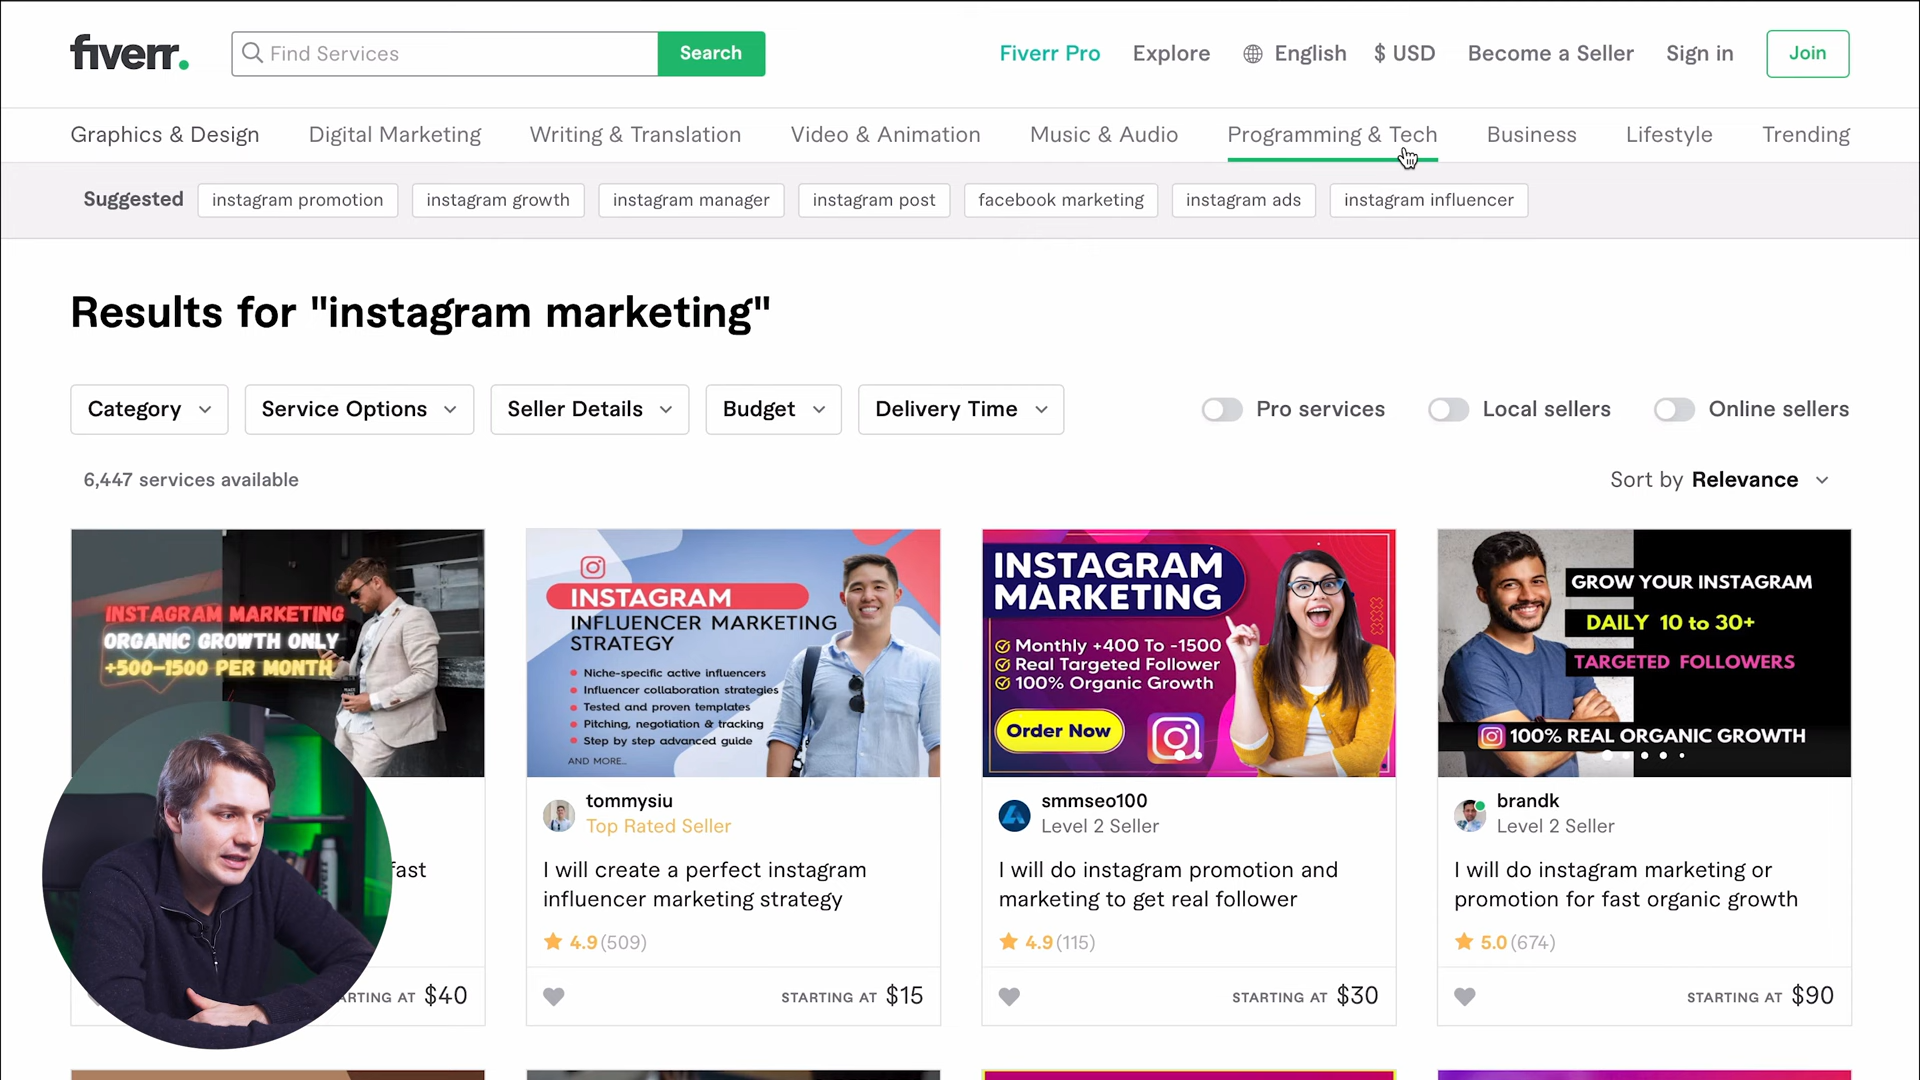 fiverr.
Find Services
Search
Fiverr Pro
Explore
English
$ USD
Become a Seller
Sign in
Join
Graphics & Design
Digital Marketing
Writing & Translation
Video & Animation
Music & Audio
Programming & Tech
Business
Lifestyle
Trending
Suggested
instagram promotion
instagram growth
instagram manager
instagram post
facebook marketing
instagram ads
instagram influencer
Results for "instagram marketing"
Category
Service Options
Seller Details
Budget
Delivery Time
Pro services
Local sellers
Online sellers
6,447 services available
Sort by Relevance
INSTAGRAM MARKETING
ORGANIC GROWTH ONLY
+500-1500 PER MONTH
fast
ARTING AT $40
INSTAGRAM
INFLUENCER MARKETING
STRATEGY
Niche-specific active influencers
Influencer collaboration strategies
Tested and proven templates
Pitching, negotiation & tracking
Step by step advanced guide
AND MORE...
tommysiu
Top Rated Seller
I will create a perfect instagram
influencer marketing strategy
4.9 (509)
STARTING AT $15
INSTAGRAM
MARKETING
Monthly +400 To -1500
Real Targeted Follower
100% Organic Growth
Order Now
smmseo100
Level 2 Seller
I will do instagram promotion and
marketing to get real follower
4.9 (115)
STARTING AT $30
GROW YOUR INSTAGRAM
DAILY 10 to 30+
TARGETED FOLLOWERS
100% REAL ORGANIC GROWTH
brandk
Level 2 Seller
I will do instagram marketing or
promotion for fast organic growth
5.0 (674)
STARTING AT $90